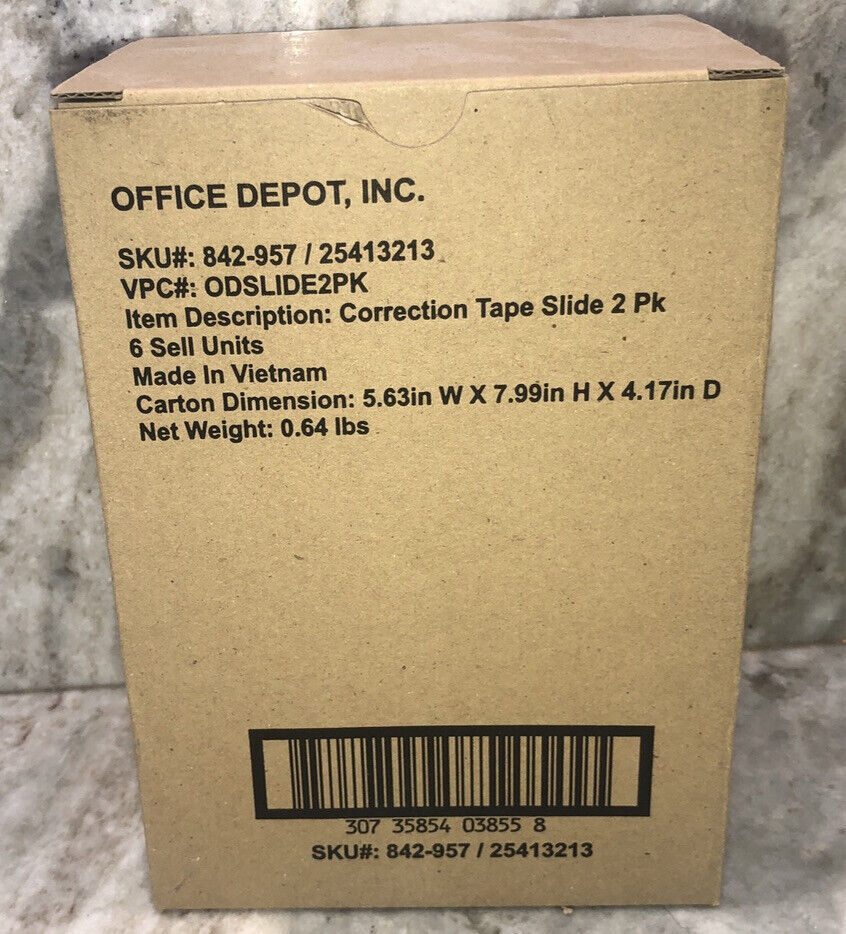 OFFICE DEPOT, INC.
SKU#: 842-957 / 25413213
VPC#: ODSLIDE2PK
Item Description: Correction Tape Slide 2 Pk
6 Sell Units
Made In Vietnam
Carton Dimension: 5.63in W X 7.99in H X 4.17in D
Net Weight: 0.64 lbs
307 35854 03855 8
SKU#: 842-957 / 25413213